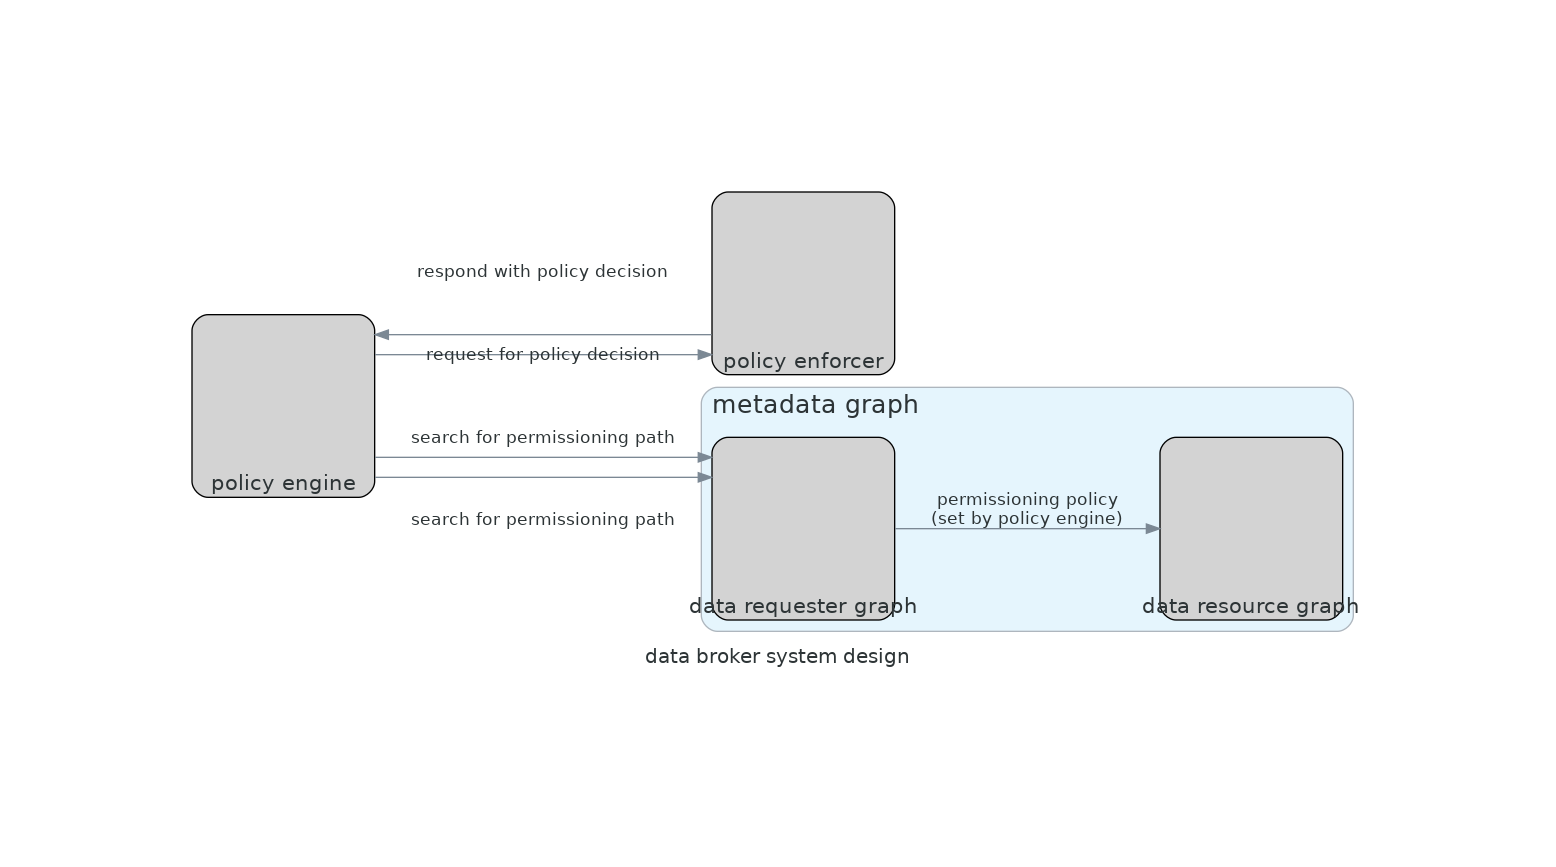 respond with policy decision
request for policy decision
policy enforcer
metadata graph
search for permissioning path
policy engine
search for permissioning path
permissioning policy
(set by policy engine)
data requester graph
data resource graph
data broker system design